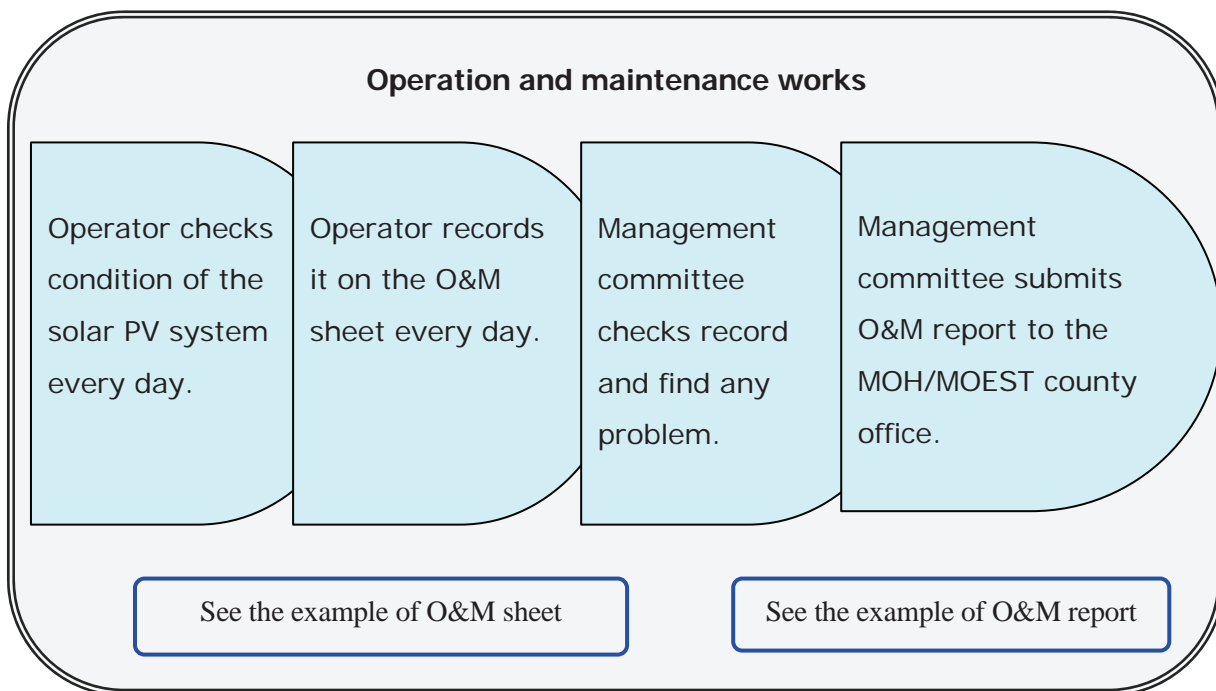 Operation and maintenance works
Operator checks
condition of the
solar PV system
every day.
Operator records
it on the O&M
sheet every day.
Management
committee
checks record
and find any
problem.
Management
committee submits
O&M report to the
MOH/MOEST county
office.
See the example of O&M sheet
See the example of O&M report